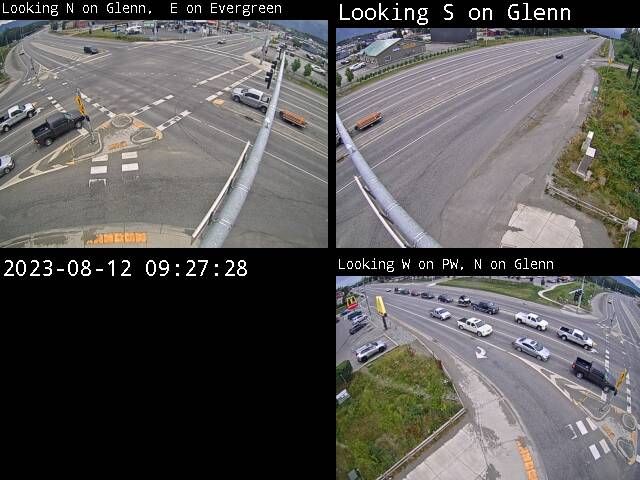 Looking N on Glenn,  E on Evergreen
Looking S on Glenn
2023-08-12 09:27:28
Looking W on PW, N on Glenn